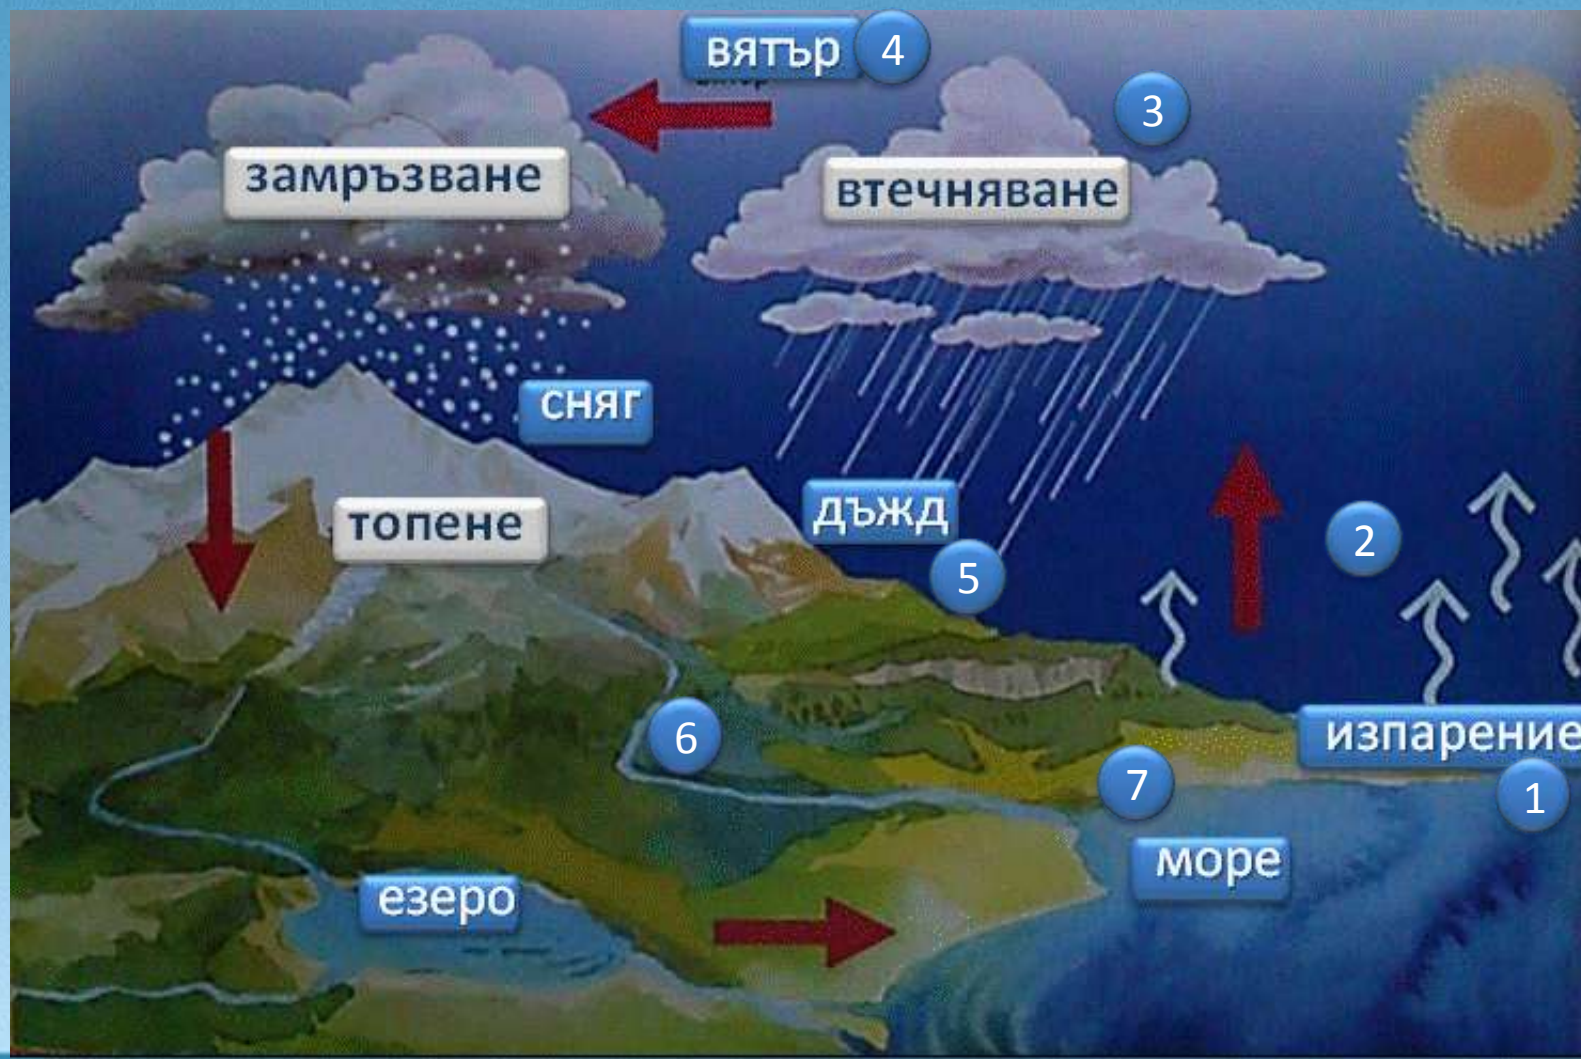 вятър 4
3
замръзване
втечняване
сняг
дъжд
топене
5
2
6
изпарение
7
1
море
езеро